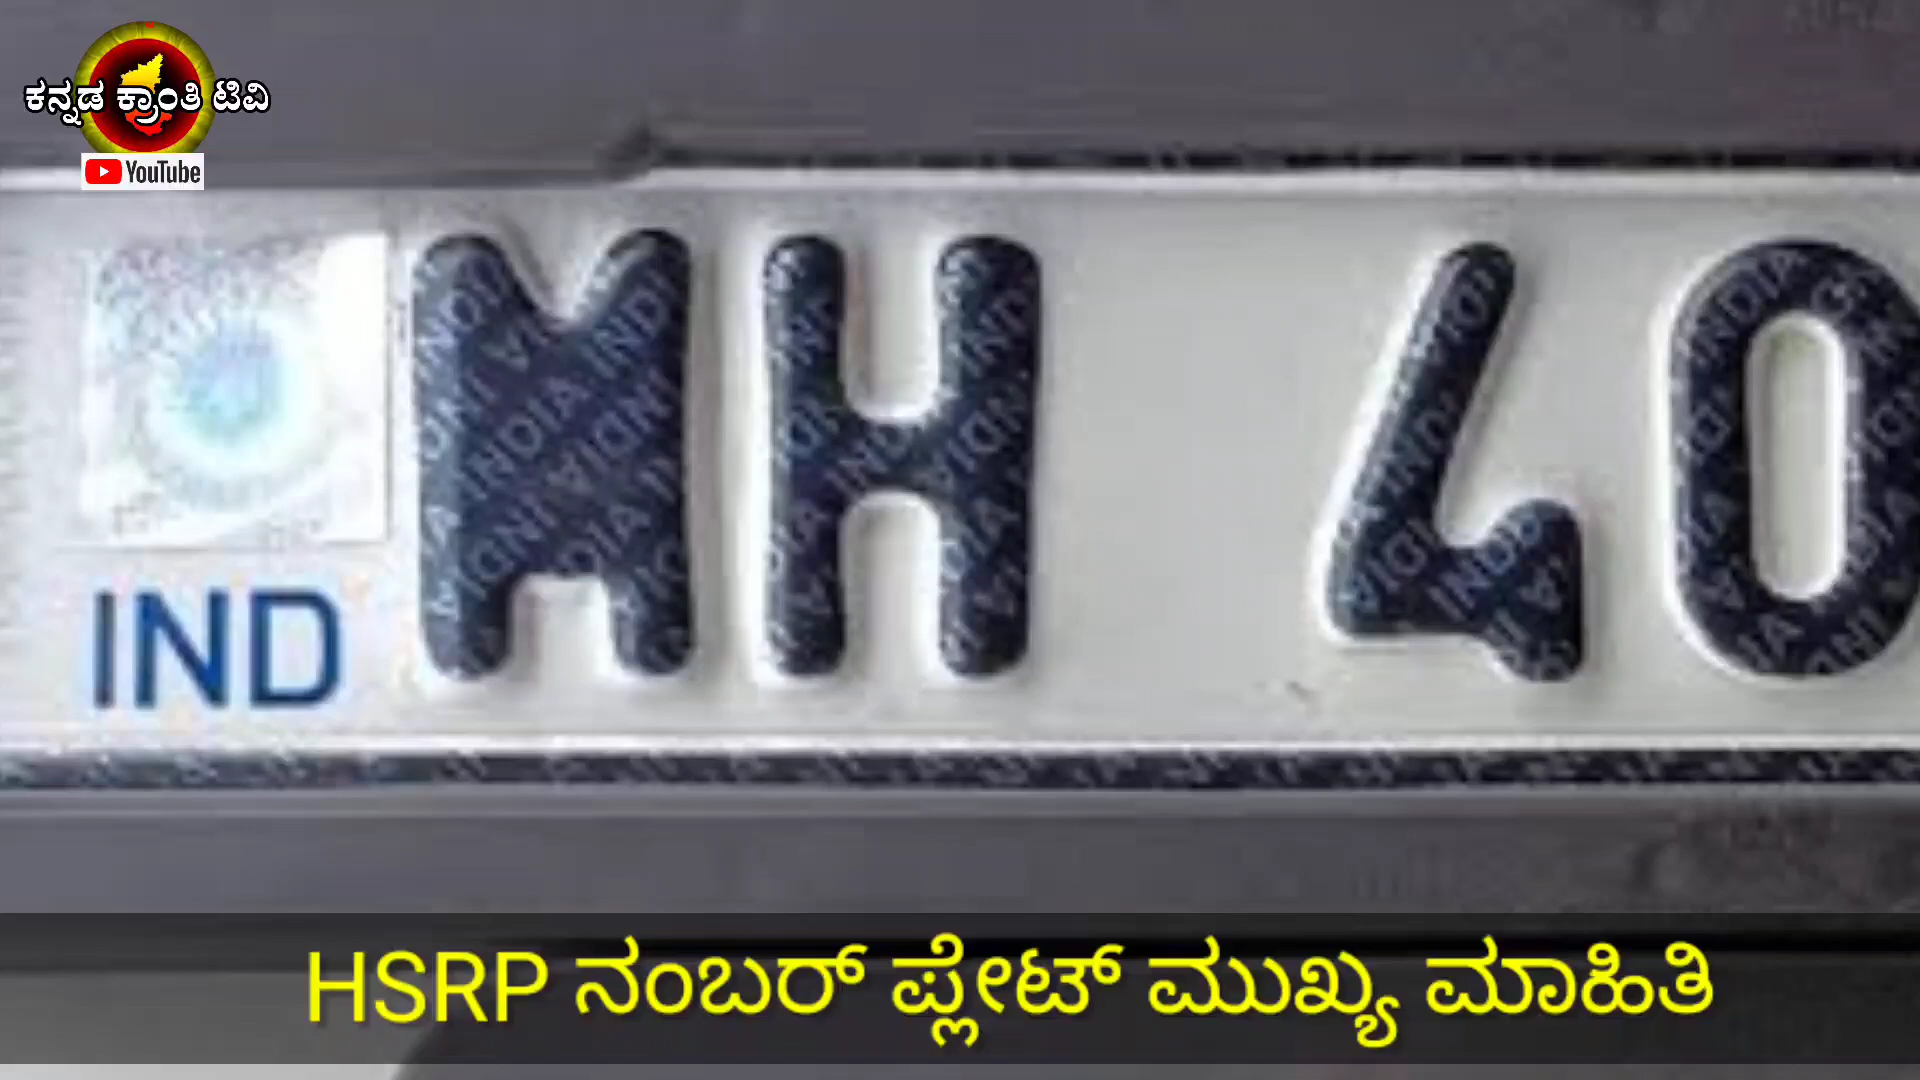 ಕನ್ನಡ ಕ್ರಾಂತಿ ಟಿವಿ
YouTube
MH 40
IND
HSRP ನಂಬರ್ ಪ್ಲೇಟ್ ಮುಖ್ಯ ಮಾಹಿತಿ